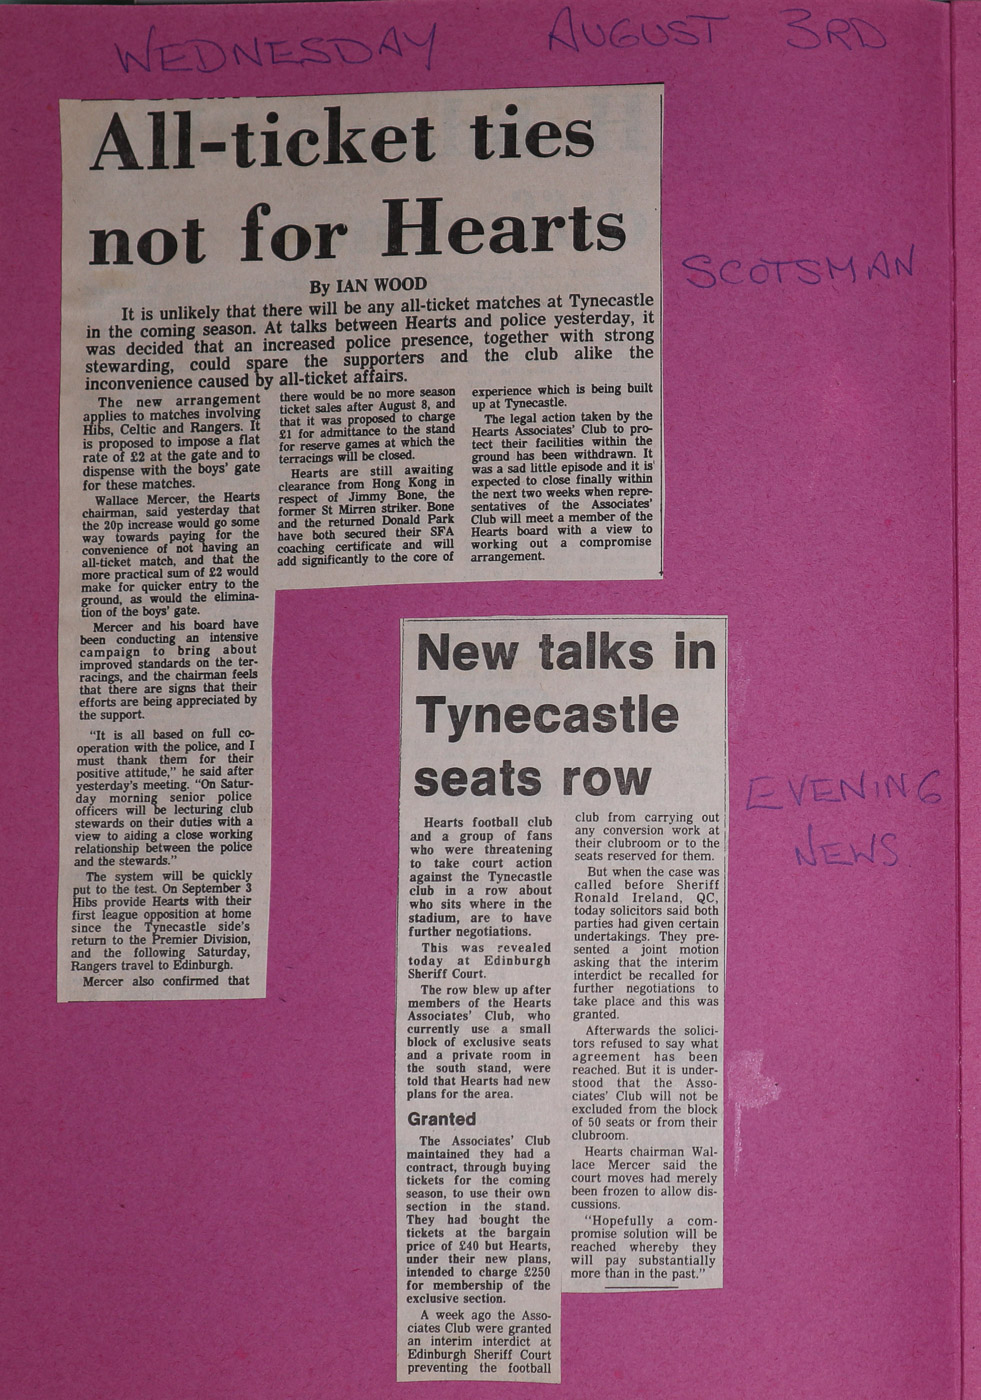 WEDNESDAY AUGUST 3RD
All-ticket ties
not for Hearts
SCOTSMAN
By IAN WOOD
It is unlikely that there will be any all-ticket matches at Tynecastle
in the coming season. At talks between Hearts and police yesterday, it
was decided that an increased police presence, together with strong
stewarding, could spare the supporters and the club alike the
inconvenience caused by all-ticket affairs.
The new arrangement
applies to matches involving
Hibs, Celtic and Rangers. It
is proposed to impose a flat
rate of £2 at the gate and to
dispense with the boys' gate
for these matches.
Wallace Mercer, the Hearts
chairman, said yesterday that
the 20p increase would go some
way towards paying for the
convenience of not having an
all-ticket match, and that the
more practical sum of £2 would
make for quicker entry to the
ground, as would the elimina-
tion of the boys' gate.
Mercer and his board have
been conducting an intensive
campaign to bring about
improved standards on the ter-
racings, and the chairman feels
that there are signs that their
efforts are being appreciated by
the support.
"It is all based on full co-
operation with the police, and I
must thank them for their
positive attitude," he said after
yesterday's meeting. "On Satur-
day morning senior police
officers will be lecturing club
stewards on their duties with a
view to aiding a close working
relationship between the police
and the stewards."
The system will be quickly
put to the test. On September 3
Hibs provide Hearts with their
first league opposition at home
since the Tynecastle side's
return to the Premier Division,
and the following Saturday,
Rangers travel to Edinburgh.
Mercer also confirmed that
there would be no more season
ticket sales after August 8, and
that it was proposed to charge
£1 for admittance to the stand
for reserve games at which the
terracings will be closed.
Hearts are still awaiting
clearance from Hong Kong in
respect of Jimmy Bone, the
former St Mirren striker. Bone
and the returned Donald Park
have both secured their SFA
coaching certificate and will
add significantly to the core of
experience which is being built
up at Tynecastle.
The legal action taken by the
Hearts Associates' Club to pro-
tect their facilities within the
ground has been withdrawn. It
was a sad little episode and it is
expected to close finally within
the next two weeks when repre-
sentatives of the Associates'
Club will meet a member of the
Hearts board with a view to
working out a compromise
arrangement.
New talks in
Tynecastle
seats row
EVENING
NEWS
Hearts football club
and a group of fans
who were threatening
to take court action
against the Tynecastle
club in a row about
who sits where in the
stadium, are to have
further negotiations.
This was revealed
today at Edinburgh
Sheriff Court.
The row blew up after
members of the Hearts
Associates' Club, who
currently use a small
block of exclusive seats
and a private room in
the south stand, were
told that Hearts had new
plans for the area.
Granted
The Associates' Club
maintained they had a
contract, through buying
tickets for the coming
season, to use their own
section in the stand.
They had bought the
tickets at the bargain
price of £40 but Hearts,
under their new plans,
intended to charge £250
for membership of the
exclusive section.
A week ago the Asso-
ciates Club were granted
an interim interdict at
Edinburgh Sheriff Court
preventing the football
club from carrying out
any conversion work at
their clubroom or to the
seats reserved for them.
But when the case was
called before Sheriff
Ronald Ireland, QC,
today solicitors said both
parties had given certain
undertakings. They pre-
sented a joint motion
asking that the interim
interdict be recalled for
further negotiations to
take place and this was
granted.
Afterwards the solici-
tors refused to say what
agreement has been
reached. But it is under-
stood that the Asso-
ciates' Club will not be
excluded from the block
of 50 seats or from their
clubroom.
Hearts chairman Wal-
lace Mercer said the
court moves had merely
been frozen to allow dis-
cussions.
"Hopefully a com-
promise solution will be
reached whereby they
will pay substantially
more than in the past."